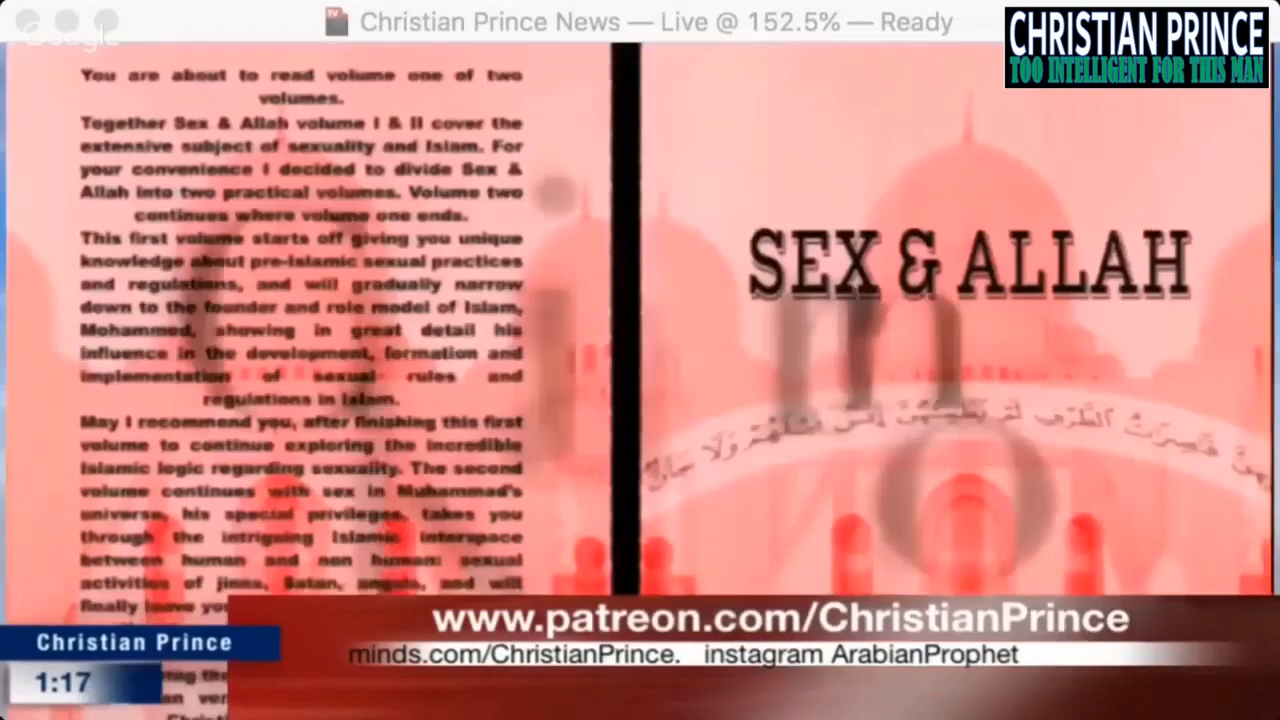 Christian Prince News — Live @ 152.5% — Ready
Google
CHRISTIAN PRINCE
TOO INTELLIGENT FOR THIS MAN
You are about to read volume one of two
volumes.
Together Sex & Allah volume I & II cover the
extensive subject of sexuality and Islam. For
your convenience I decided to divide Sex &
Allah into two practical volumes. Volume two
continues where volume one ends.
This first volume starts off giving you unique
knowledge about pre-Islamic sexual practices
and regulations, and will gradually narrow
down to the founder and role model of Islam,
Mohammed, showing in great detail his
influence in the development, formation and
implementation of sexual rules and
regulations in Islam.
May I recommend you, after finishing this first
volume to continue exploring the incredible
Islamic logic regarding sexuality. The second
volume continues with sex in Muhammad's
universe, his special privileges, takes you
through the intriguing Islamic interspace
between human and non human: sexual
activities of jinns, Satan, angels, and will
finally leave
SEX & ALLAH
www.patreon.com/ChristianPrince
minds.com/ChristianPrince. instagram ArabianProphet
Christian Prince
1:17